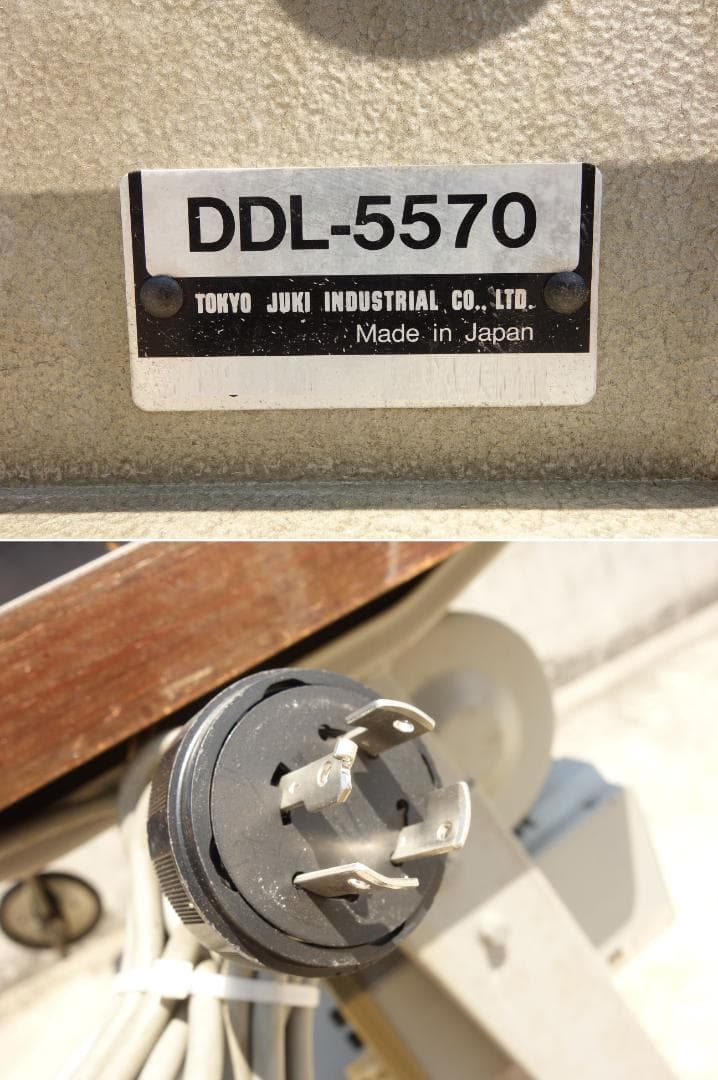 DDL-5570
TOKYO JUKI INDUSTRIAL CO., LTD.
Made in Japan